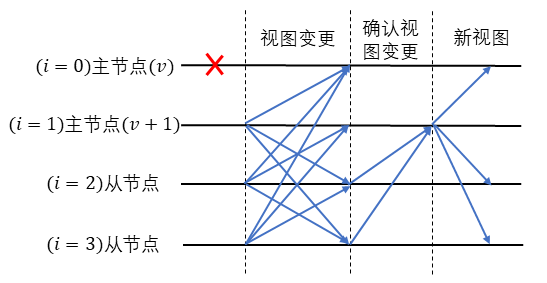 视图变更
确认视
图变更
新视图
(i = 0)主节点(v)
(i = 1)主节点(v + 1)
(i = 2)从节点
(i = 3)从节点